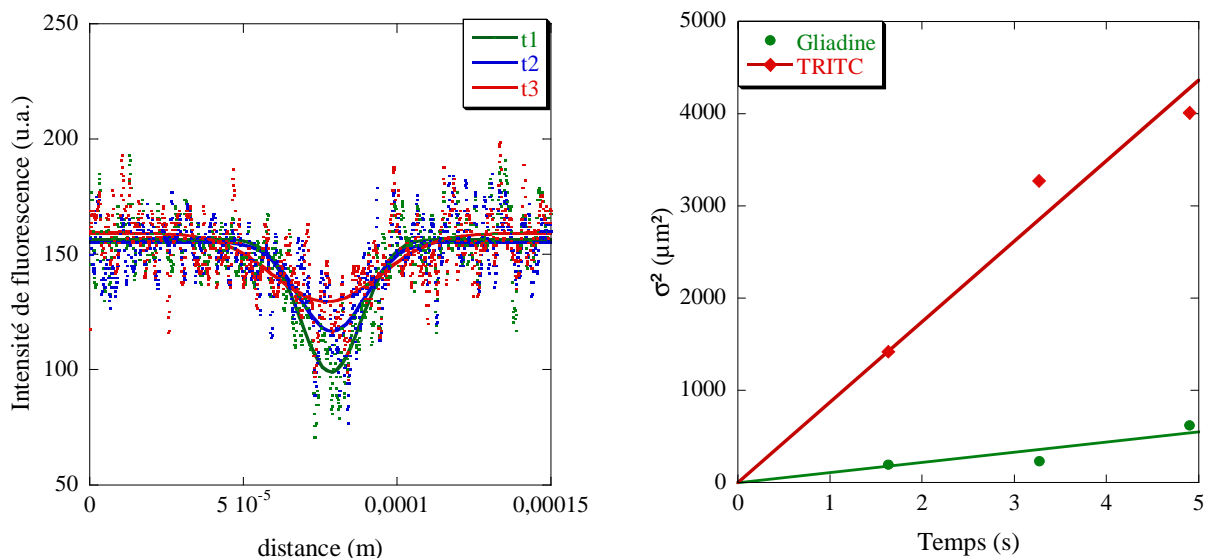 250
200
150
100
50
Intensité de fluorescence (u.a.)
0
5 10⁻⁵
0,0001
0,00015
distance (m)
t1
t2
t3
5000
4000
3000
2000
1000
0
σ² (µm²)
0
1
2
3
4
5
Temps (s)
Gliadine
TRITC